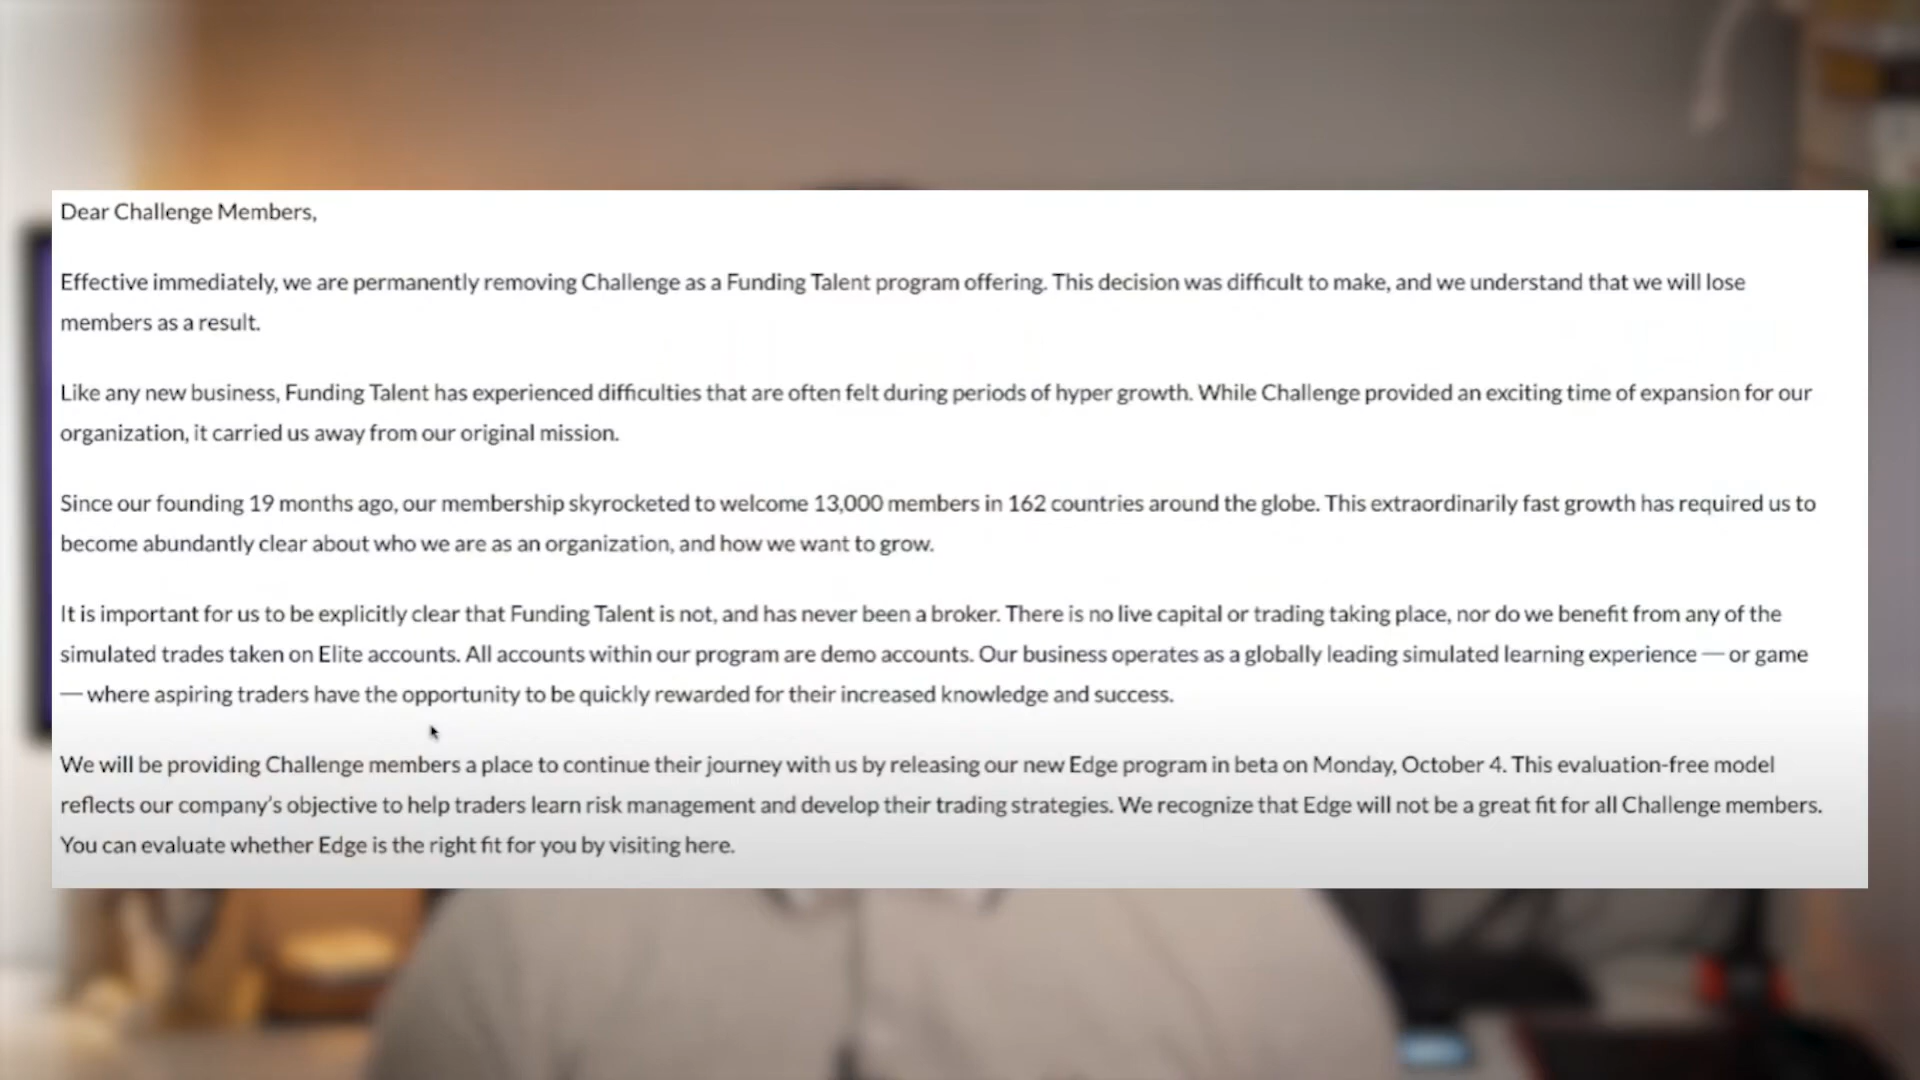 Dear Challenge Members,
Effective immediately, we are permanently removing Challenge as a Funding Talent program offering. This decision was difficult to make, and we understand that we will lose
members as a result.
Like any new business, Funding Talent has experienced difficulties that are often felt during periods of hyper growth. While Challenge provided an exciting time of expansion for our
organization, it carried us away from our original mission.
Since our founding 19 months ago, our membership skyrocketed to welcome 13,000 members in 162 countries around the globe. This extraordinarily fast growth has required us to
become abundantly clear about who we are as an organization, and how we want to grow.
It is important for us to be explicitly clear that Funding Talent is not, and has never been a broker. There is no live capital or trading taking place, nor do we benefit from any of the
simulated trades taken on Elite accounts. All accounts within our program are demo accounts. Our business operates as a globally leading simulated learning experience — or game
— where aspiring traders have the opportunity to be quickly rewarded for their increased knowledge and success.
We will be providing Challenge members a place to continue their journey with us by releasing our new Edge program in beta on Monday, October 4. This evaluation-free model
reflects our company's objective to help traders learn risk management and develop their trading strategies. We recognize that Edge will not be a great fit for all Challenge members.
You can evaluate whether Edge is the right fit for you by visiting here.